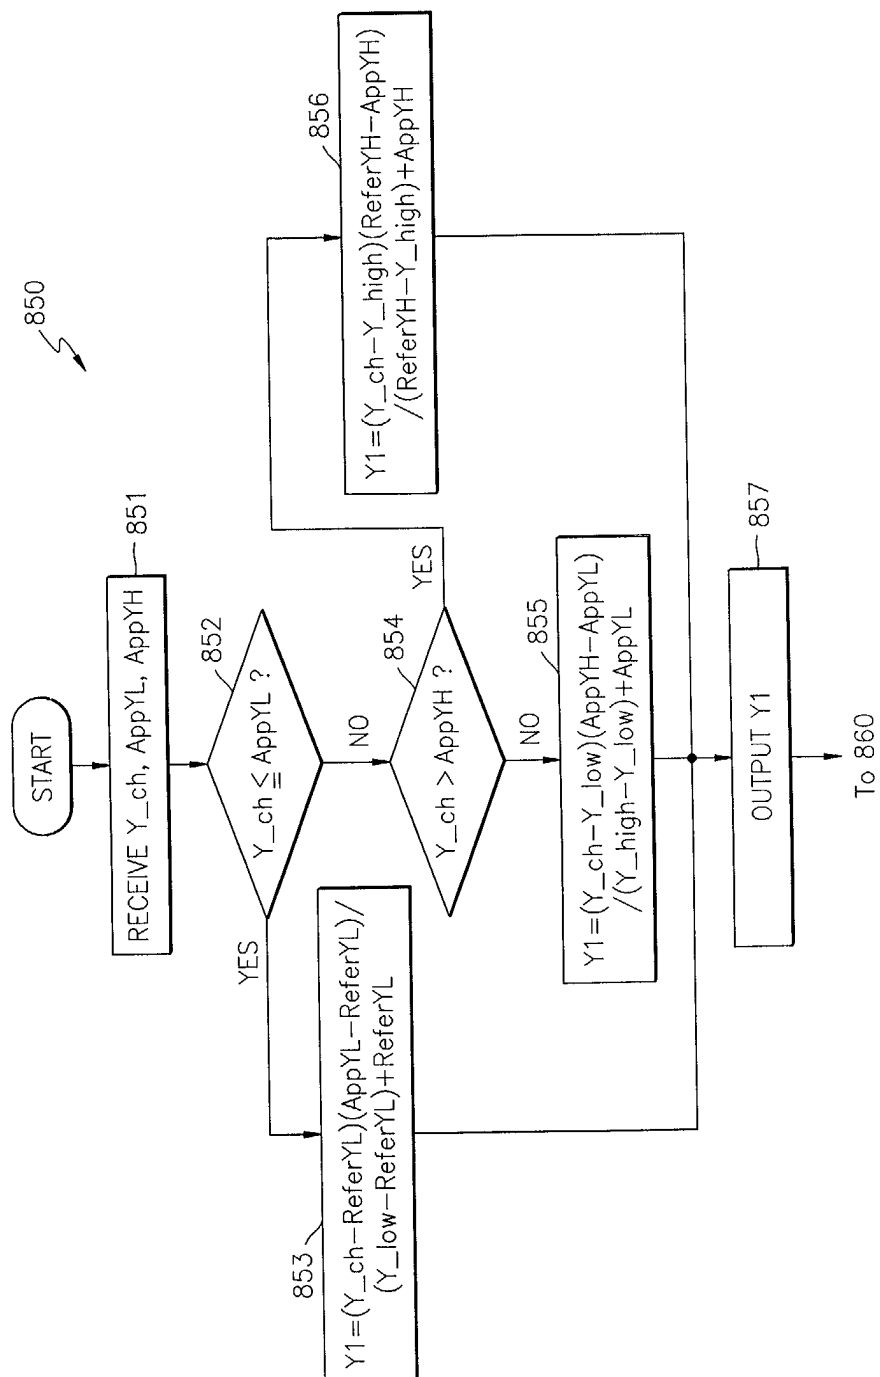 850
START
RECEIVE Y_ch, AppYL, AppYH
851
852
Y_ch ≦ AppYL ?
YES
NO
853
Y1=(Y_ch−ReferYL)(AppYL−ReferYL)/
(Y_low−ReferYL)+ReferYL
854
Y_ch > AppYH ?
YES
NO
856
Y1=(Y_ch−Y_high)(ReferYH−AppYH)
/(ReferYH−Y_high)+AppYH
855
Y1=(Y_ch−Y_low)(AppYH−AppYL)
/(Y_high−Y_low)+AppYL
857
OUTPUT Y1
To 860